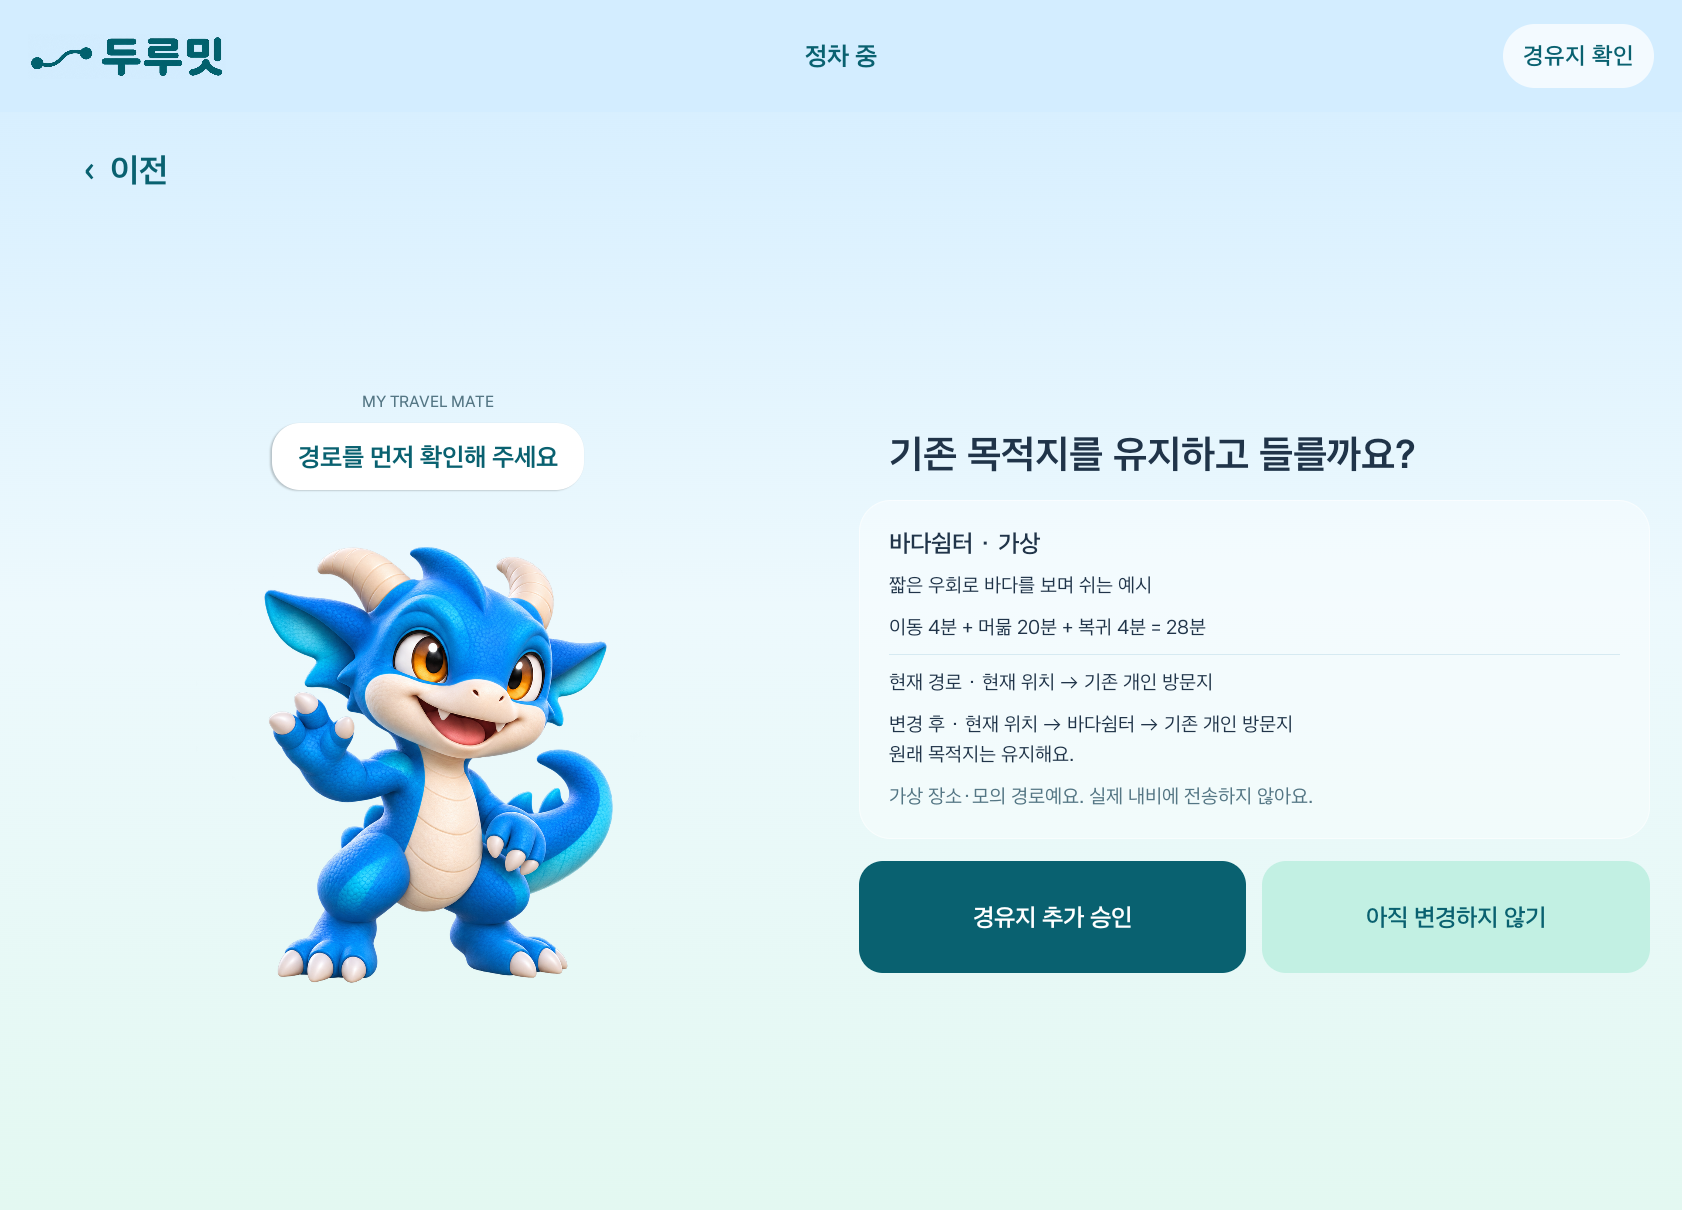 두루밋
정차 중
경유지 확인
‹ 이전
MY TRAVEL MATE
경로를 먼저 확인해 주세요
기존 목적지를 유지하고 들를까요?
바다쉼터 · 가상
짧은 우회로 바다를 보며 쉬는 예시
이동 4분 + 머묾 20분 + 복귀 4분 = 28분
현재 경로 · 현재 위치 → 기존 개인 방문지
변경 후 · 현재 위치 → 바다쉼터 → 기존 개인 방문지
원래 목적지는 유지해요.
가상 장소·모의 경로예요. 실제 내비에 전송하지 않아요.
경유지 추가 승인
아직 변경하지 않기